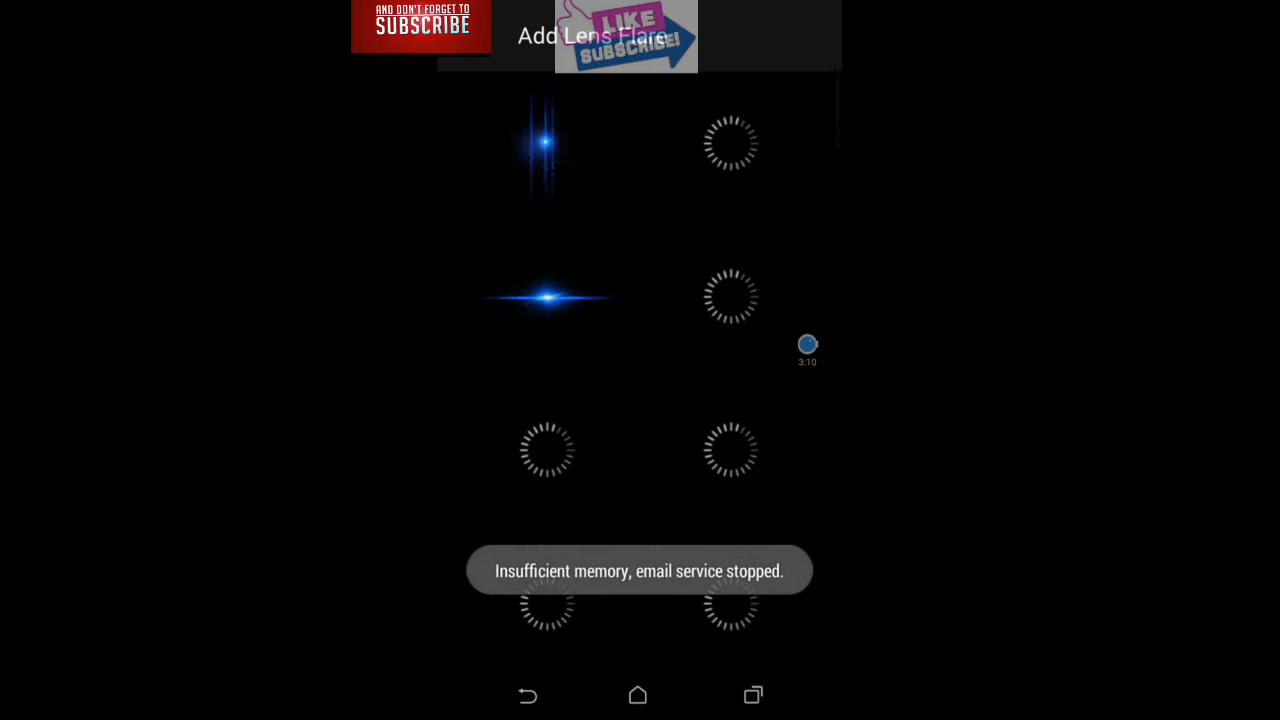 AND DON'T FORGET TO
SUBSCRIBE
Add Lens Flare
LIKE
SUBSCRIBE!
3:10
Insufficient memory, email service stopped.